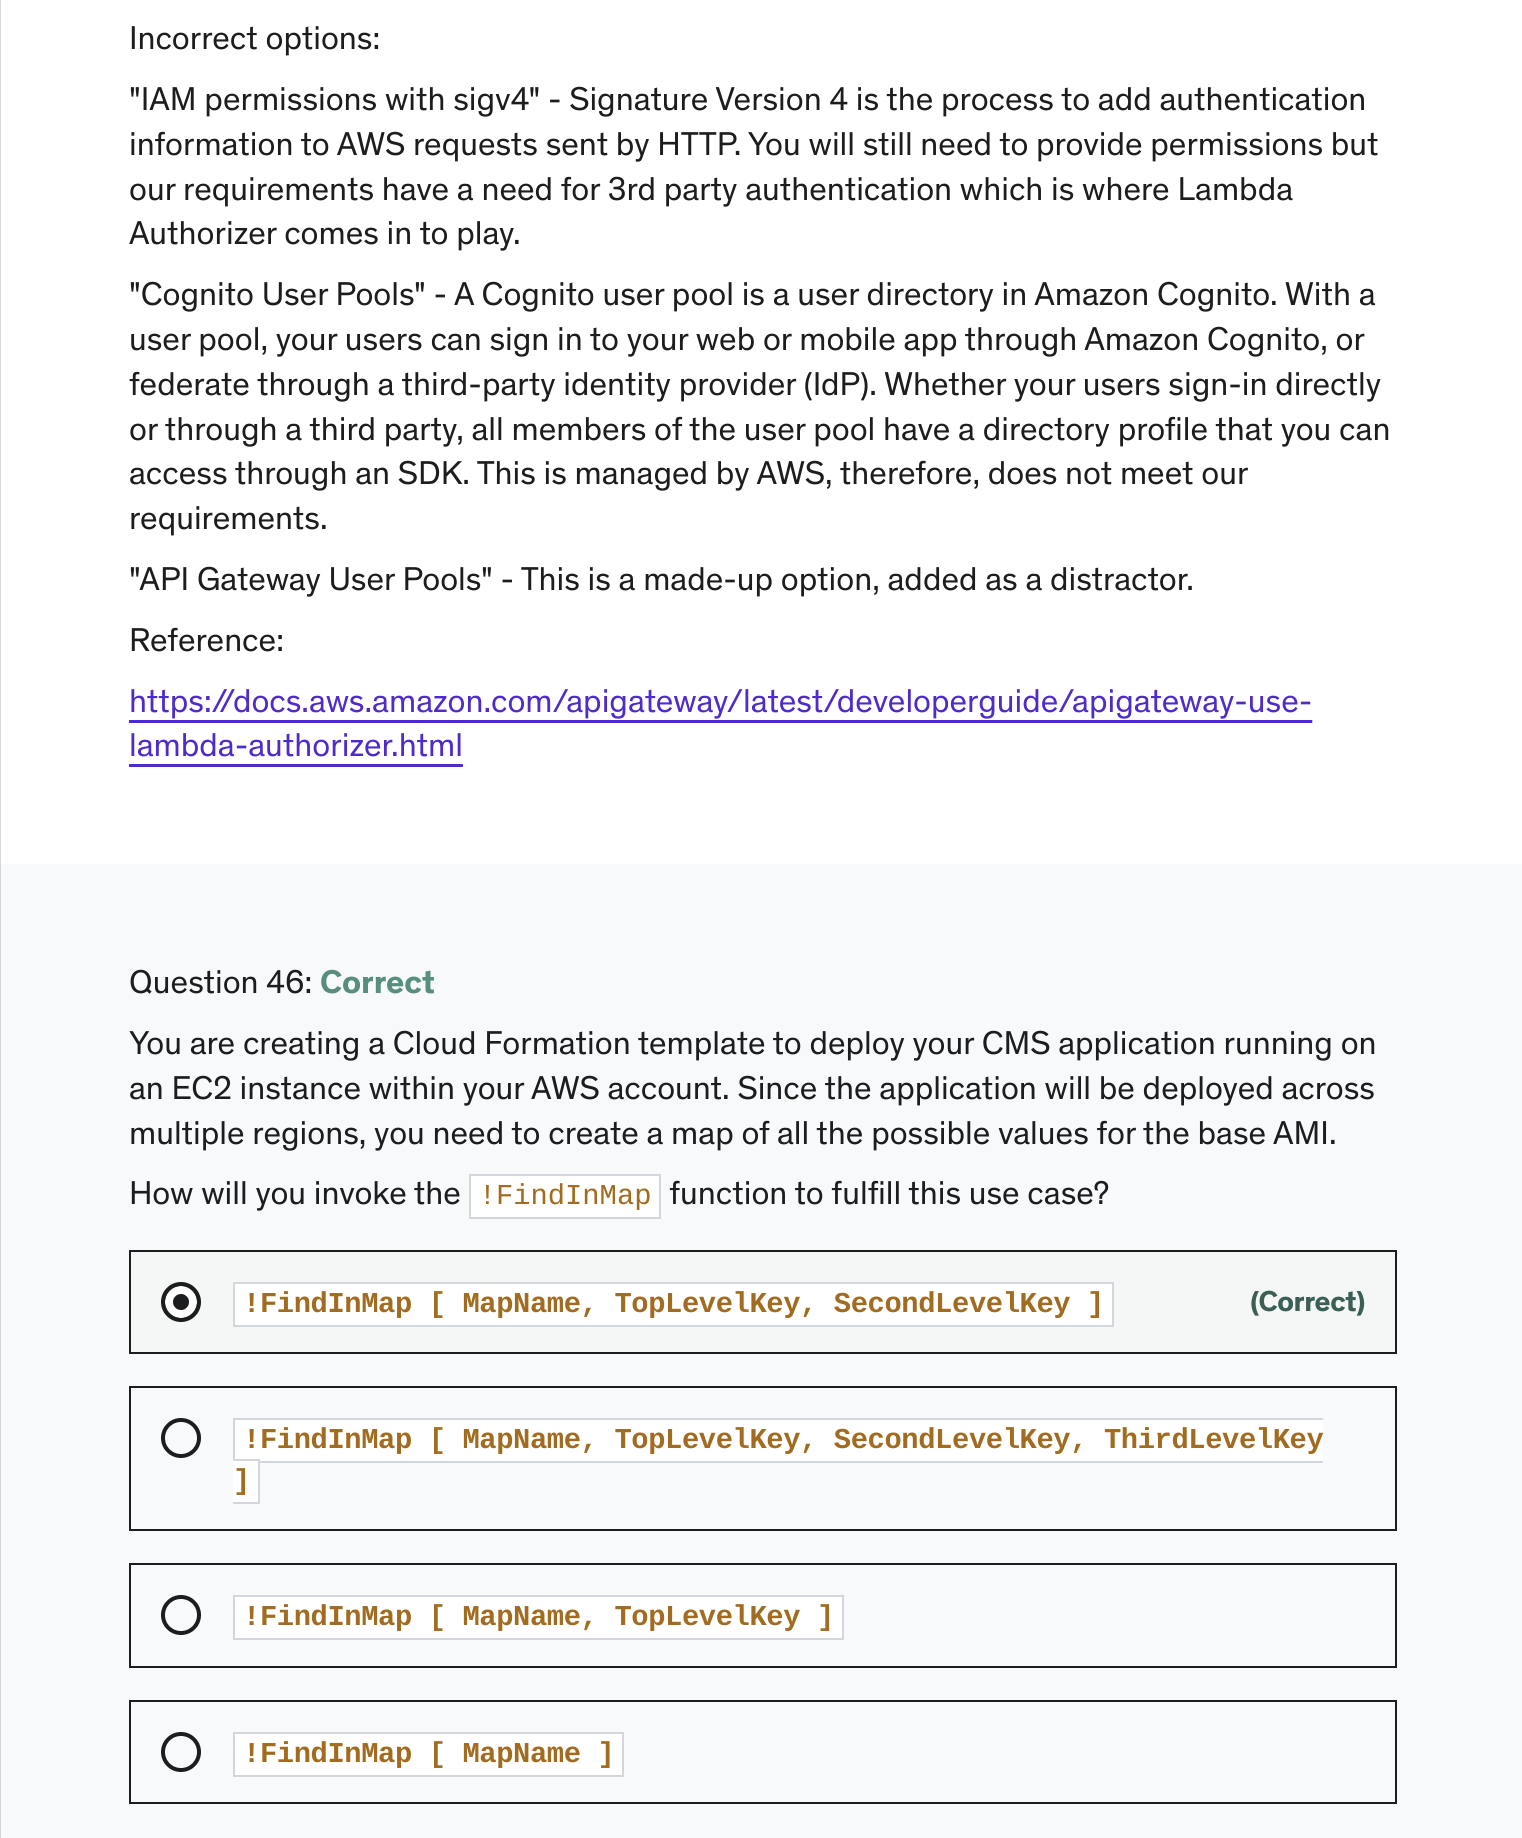 Incorrect options:
"IAM permissions with sigv4" - Signature Version 4 is the process to add authentication
information to AWS requests sent by HTTP. You will still need to provide permissions but
our requirements have a need for 3rd party authentication which is where Lambda
Authorizer comes in to play.
"Cognito User Pools" - A Cognito user pool is a user directory in Amazon Cognito. With a
user pool, your users can sign in to your web or mobile app through Amazon Cognito, or
federate through a third-party identity provider (IdP). Whether your users sign-in directly
or through a third party, all members of the user pool have a directory profile that you can
access through an SDK. This is managed by AWS, therefore, does not meet our
requirements.
"API Gateway User Pools" - This is a made-up option, added as a distractor.
Reference:
https://docs.aws.amazon.com/apigateway/latest/developerguide/apigateway-use-
lambda-authorizer.html
Question 46: Correct
You are creating a Cloud Formation template to deploy your CMS application running on
an EC2 instance within your AWS account. Since the application will be deployed across
multiple regions, you need to create a map of all the possible values for the base AMI.
How will you invoke the !FindInMap function to fulfill this use case?
!FindInMap [ MapName, TopLevelKey, SecondLevelKey ] (Correct)
!FindInMap [ MapName, TopLevelKey, SecondLevelKey, ThirdLevelKey
]
!FindInMap [ MapName, TopLevelKey ]
!FindInMap [ MapName ]